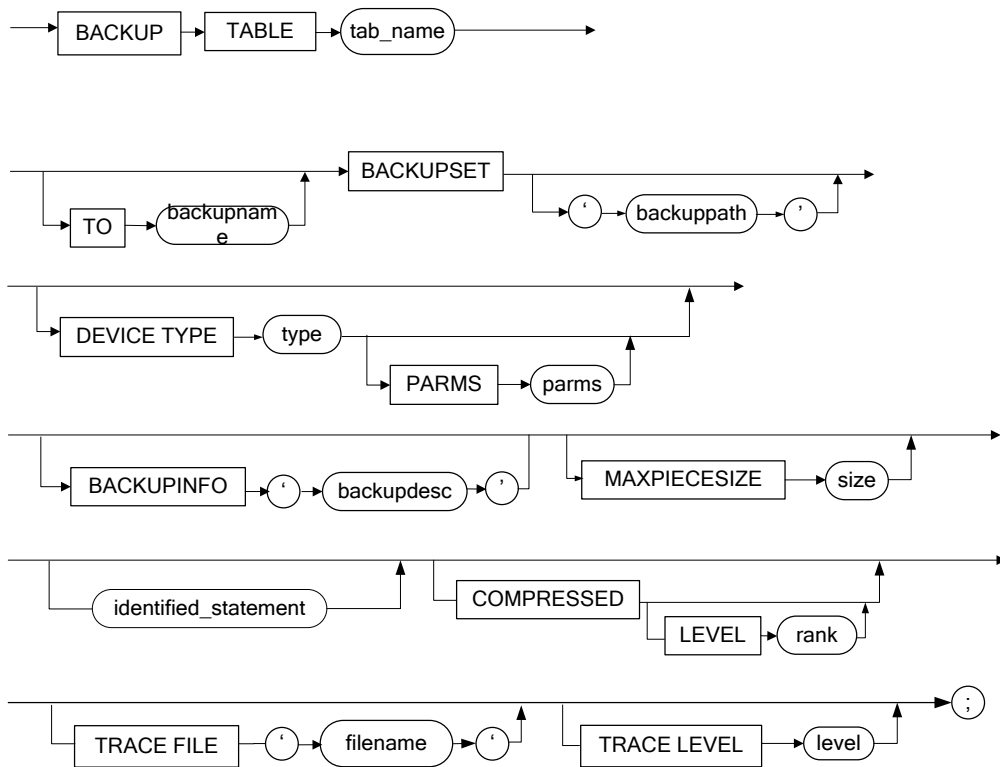 BACKUP TABLE tab_name
BACKUPSET
TO backupnam
e ‘ backuppath ’
DEVICE TYPE type
PARMS parms
BACKUPINFO ‘ backupdesc ’ MAXPIECESIZE size
identified_statement COMPRESSED
LEVEL rank
;
TRACE FILE ‘ filename ‘ TRACE LEVEL level